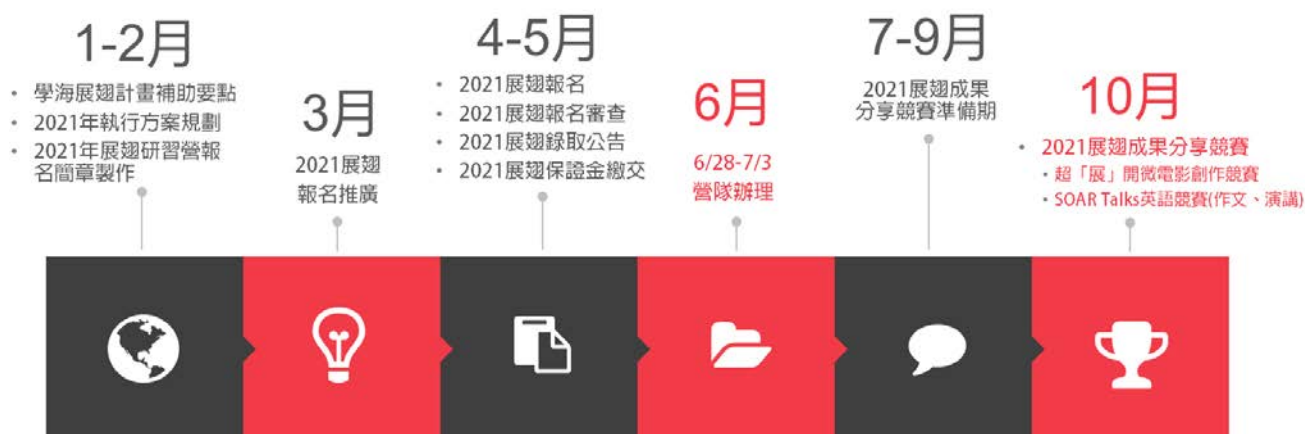 1-2月
• 學海展翅計畫補助要點
• 2021年執行方案規劃
• 2021年展翅研習營報
名簡章製作
3月
2021展翅
報名推廣
4-5月
• 2021展翅報名
• 2021展翅報名審查
• 2021展翅錄取公告
• 2021展翅保證金繳交
6月
6/28-7/3
營隊辦理
7-9月
2021展翅成果
分享競賽準備期
10月
• 2021展翅成果分享競賽
• 超「展」開微電影創作競賽
• SOAR Talks英語競賽(作文、演講)